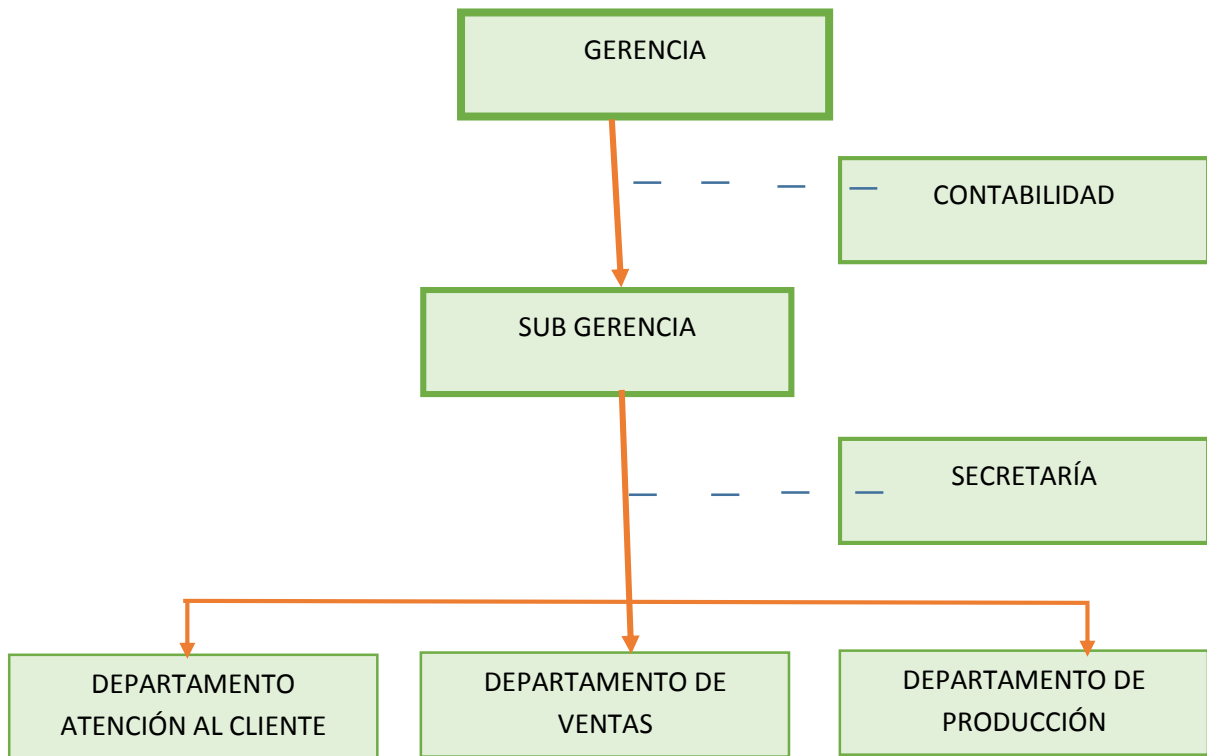 GERENCIA
CONTABILIDAD
SUB GERENCIA
SECRETARÍA
DEPARTAMENTO
ATENCIÓN AL CLIENTE
DEPARTAMENTO DE
VENTAS
DEPARTAMENTO DE
PRODUCCIÓN